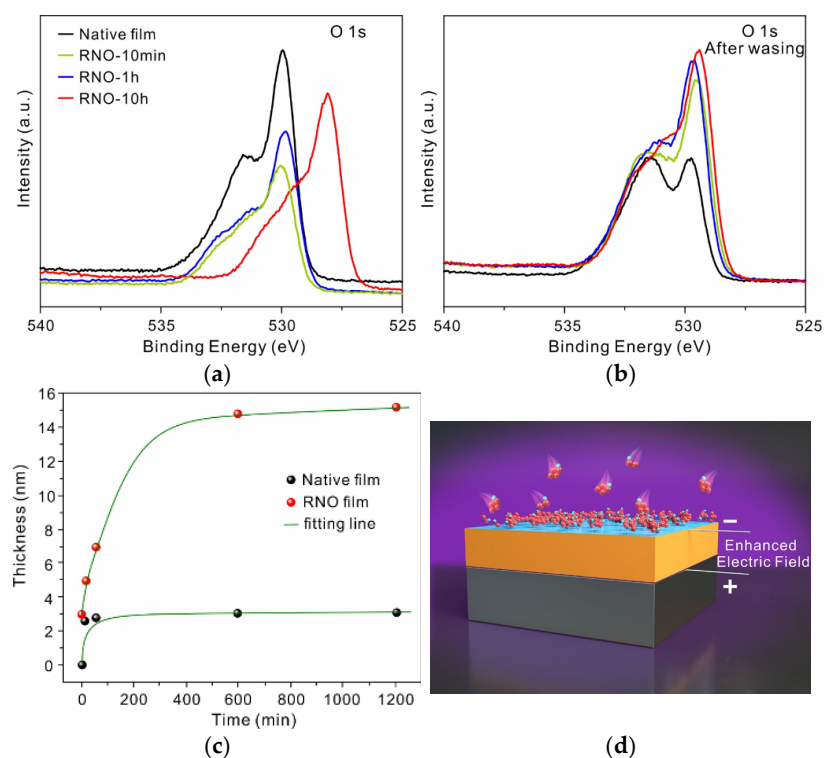 O 1s
Native film
RNO-10min
RNO-1h
RNO-10h
Intensity (a.u.)
540
535
530
525
Binding Energy (eV)
(a)
O 1s
After wasing
Intensity (a.u.)
540
535
530
525
Binding Energy (eV)
(b)
16
14
12
10
8
6
4
2
0
Thickness (nm)
Native film
RNO film
fitting line
0
200
400
600
800
1000
1200
Time (min)
(c)
−
Enhanced
Electric Field
+
(d)